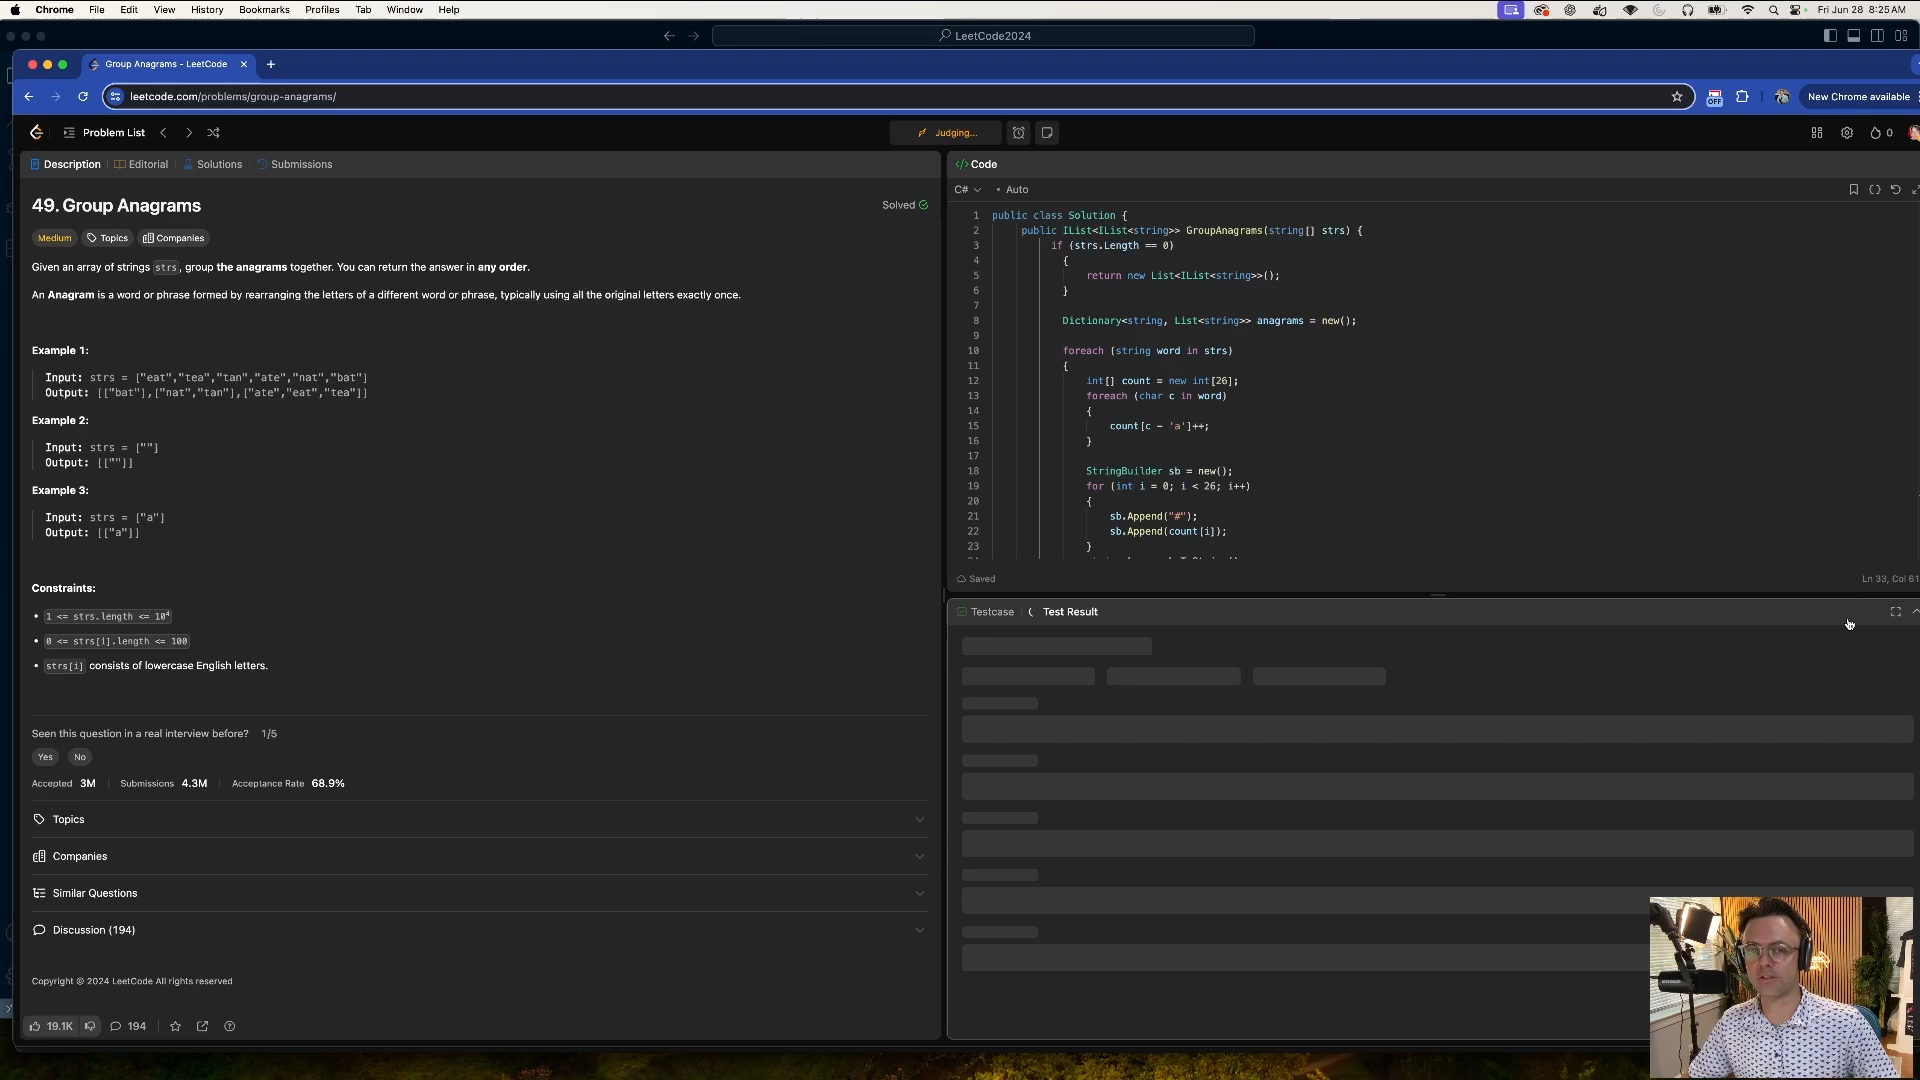 Chrome File Edit View History Bookmarks Profiles Tab Window Help Fri Jun 28 8:25 AM
LeetCode2024
Group Anagrams - LeetCode
leetcode.com/problems/group-anagrams/
OFF
New Chrome available
Problem List
Judging...
0
Description Editorial Solutions Submissions
49. Group Anagrams
Solved
Medium Topics Companies
Given an array of strings strs, group the anagrams together. You can return the answer in any order.
An Anagram is a word or phrase formed by rearranging the letters of a different word or phrase, typically using all the original letters exactly once.
Example 1:
Input: strs = ["eat","tea","tan","ate","nat","bat"]
Output: [["bat"],["nat","tan"],["ate","eat","tea"]]
Example 2:
Input: strs = [""]
Output: [[""]]
Example 3:
Input: strs = ["a"]
Output: [["a"]]
Constraints:
• 1 <= strs.length <= 10⁴
• 0 <= strs[i].length <= 100
• strs[i] consists of lowercase English letters.
Seen this question in a real interview before? 1/5
Yes No
Accepted 3M Submissions 4.3M Acceptance Rate 68.9%
Topics
Companies
Similar Questions
Discussion (194)
Copyright © 2024 LeetCode All rights reserved
19.1K 194
</> Code
C# • Auto
1 public class Solution {
2 public IList<IList<string>> GroupAnagrams(string[] strs) {
3 if (strs.Length == 0)
4 {
5 return new List<IList<string>>();
6 }
7
8 Dictionary<string, List<string>> anagrams = new();
9
10 foreach (string word in strs)
11 {
12 int[] count = new int[26];
13 foreach (char c in word)
14 {
15 count[c - 'a']++;
16 }
17
18 StringBuilder sb = new();
19 for (int i = 0; i < 26; i++)
20 {
21 sb.Append("#");
22 sb.Append(count[i]);
23 }
Saved
Ln 33, Col 61
Testcase Test Result